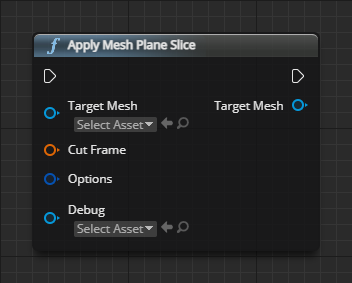 f Apply Mesh Plane Slice
Target Mesh Target Mesh
Select Asset
Cut Frame
Options
Debug
Select Asset